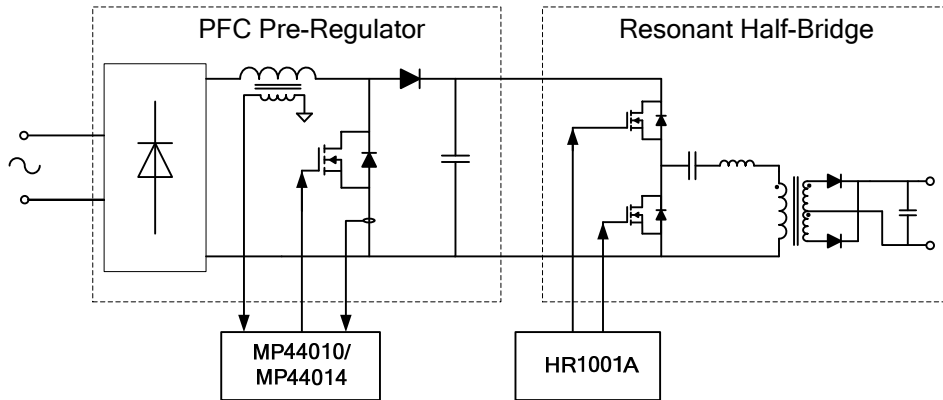 PFC Pre-Regulator
Resonant Half-Bridge
MP44010/
MP44014
HR1001A